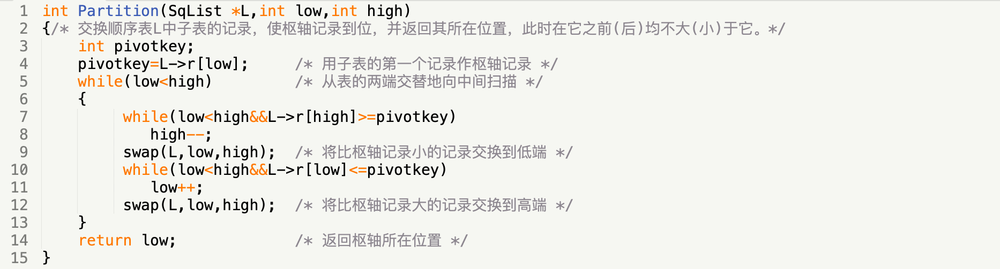 1 int Partition(SqList *L,int low,int high)
2 {/* 交换顺序表L中子表的记录，使枢轴记录到位，并返回其所在位置，此时在它之前(后)均不大(小)于它。*/
3     int pivotkey;
4     pivotkey=L->r[low];     /* 用子表的第一个记录作枢轴记录 */
5     while(low<high)         /* 从表的两端交替地向中间扫描 */
6     {
7          while(low<high&&L->r[high]>=pivotkey)
8             high--;
9          swap(L,low,high);  /* 将比枢轴记录小的记录交换到低端 */
10          while(low<high&&L->r[low]<=pivotkey)
11             low++;
12          swap(L,low,high);  /* 将比枢轴记录大的记录交换到高端 */
13     }
14     return low;             /* 返回枢轴所在位置 */
15 }